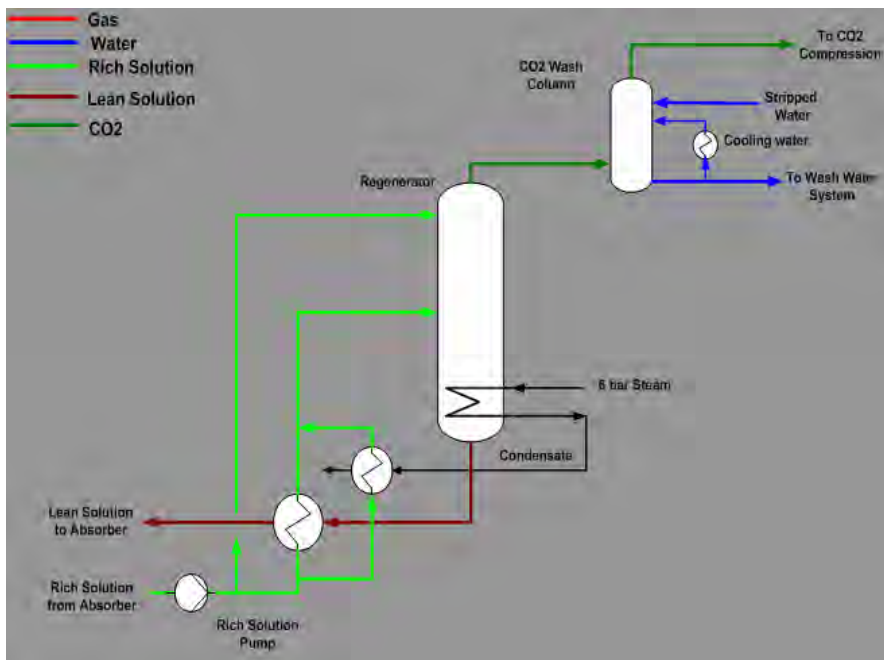 Gas
Water
Rich Solution
Lean Solution
CO2
To CO2
Compression
CO2 Wash
Column
Stripped
Water
Cooling water
To Wash Water
System
Regenerator
6 bar Steam
Condensate
Lean Solution
to Absorber
Rich Solution
from Absorber
Rich Solution
Pump